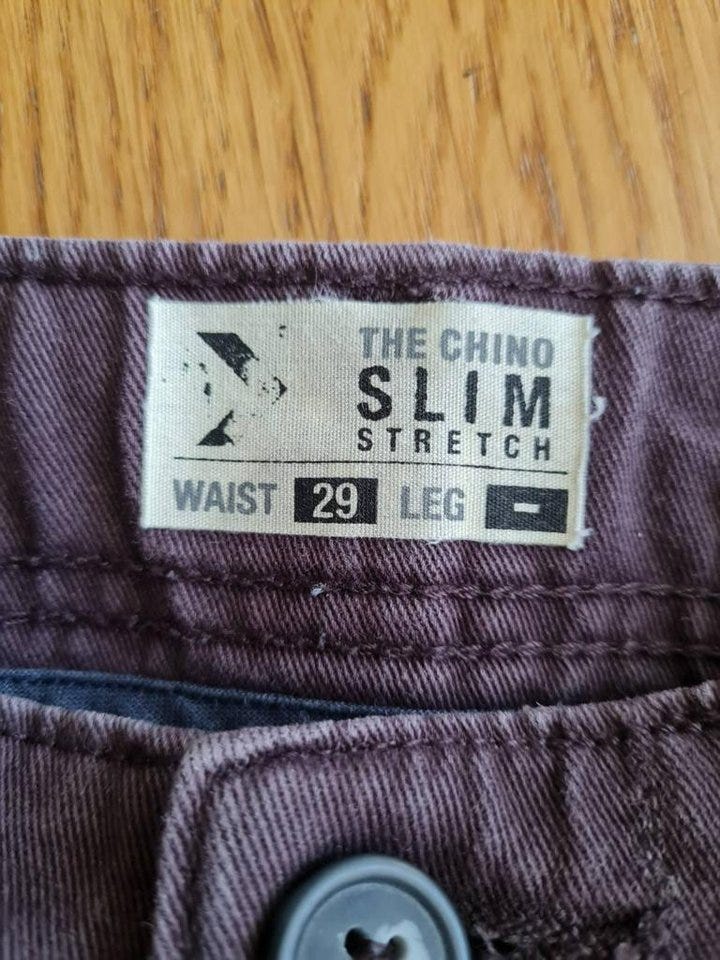 THE CHINO
SLIM
STRETCH
WAIST 29 LEG -